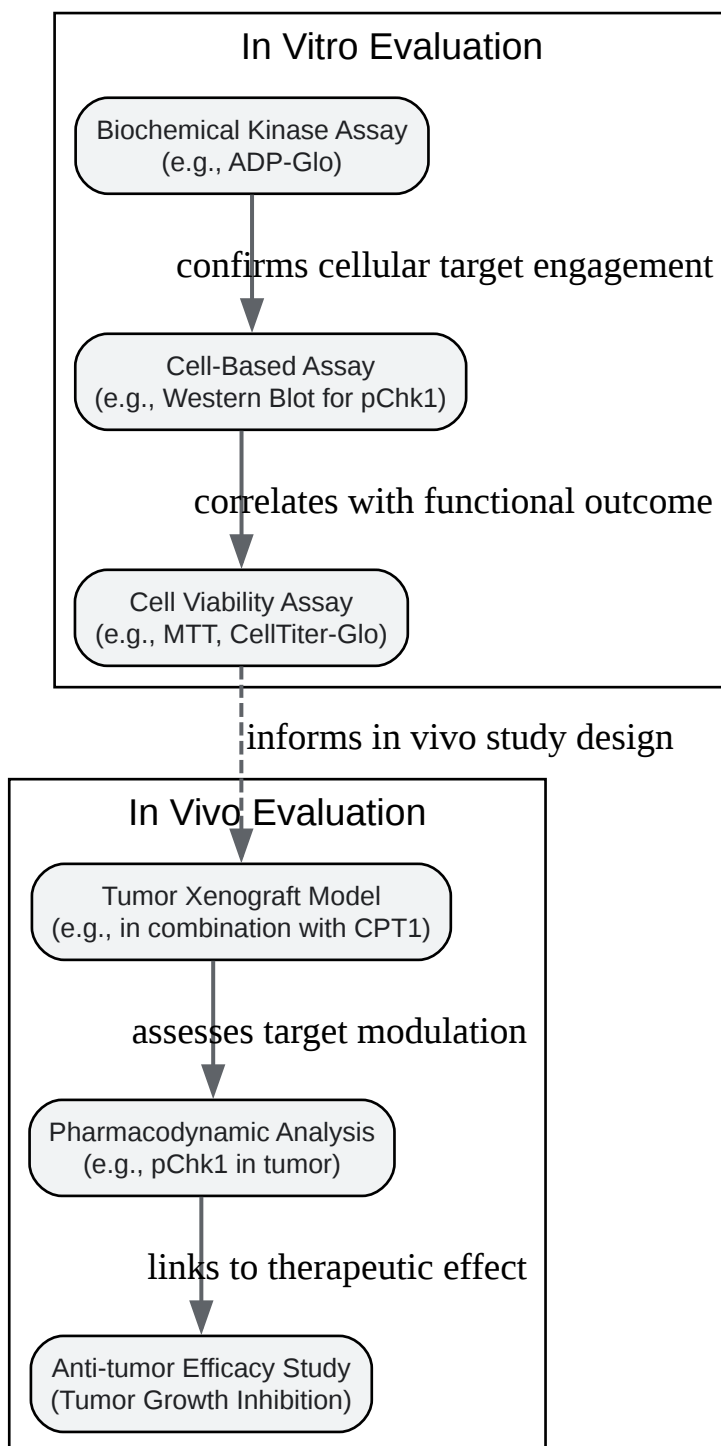 In Vitro Evaluation
Biochemical Kinase Assay
(e.g., ADP-Glo)
confirms cellular target engagement
Cell-Based Assay
(e.g., Western Blot for pChk1)
correlates with functional outcome
Cell Viability Assay
(e.g., MTT, CellTiter-Glo)
informs in vivo study design
In Vivo Evaluation
Tumor Xenograft Model
(e.g., in combination with CPT1)
assesses target modulation
Pharmacodynamic Analysis
(e.g., pChk1 in tumor)
links to therapeutic effect
Anti-tumor Efficacy Study
(Tumor Growth Inhibition)